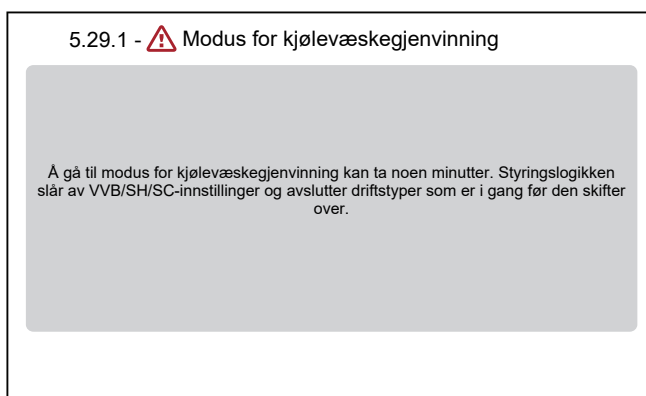 5.29.1 - Modus for kjølevæskegjenvinning
Å gå til modus for kjølevæskegjenvinning kan ta noen minutter. Styringslogikken
slår av VVB/SH/SC-innstillinger og avslutter driftstyper som er i gang før den skifter
over.